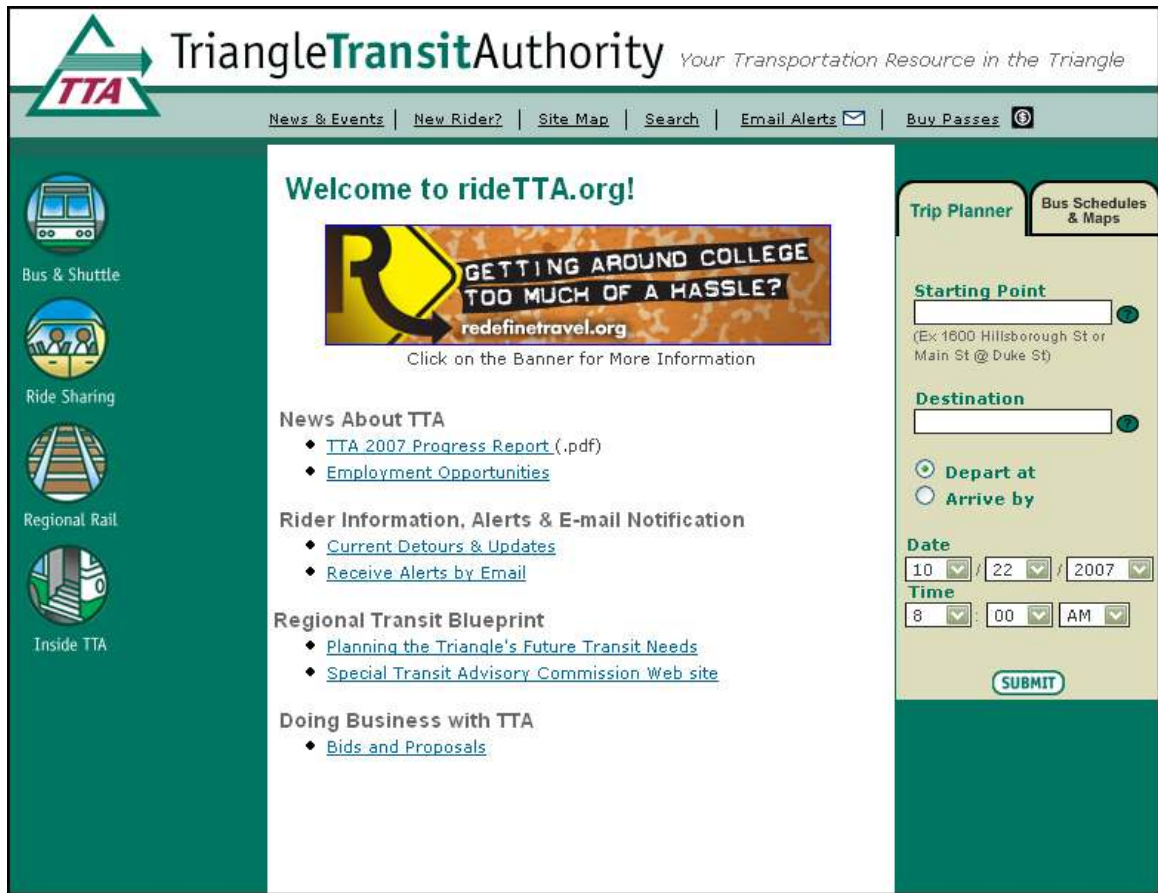 TTA
TriangleTransitAuthority Your Transportation Resource in the Triangle
News & Events | New Rider? | Site Map | Search | Email Alerts | Buy Passes
Bus & Shuttle
Ride Sharing
Regional Rail
Inside TTA
Welcome to rideTTA.org!
GETTING AROUND COLLEGE
TOO MUCH OF A HASSLE?
redefinetravel.org
Click on the Banner for More Information
News About TTA
TTA 2007 Progress Report (.pdf)
Employment Opportunities
Rider Information, Alerts & E-mail Notification
Current Detours & Updates
Receive Alerts by Email
Regional Transit Blueprint
Planning the Triangle's Future Transit Needs
Special Transit Advisory Commission Web site
Doing Business with TTA
Bids and Proposals
Trip Planner
Bus Schedules
& Maps
Starting Point
?
(Ex 1600 Hillsborough St or
Main St @ Duke St)
Destination
?
Depart at
Arrive by
Date
10 / 22 / 2007
Time
8 : 00 AM
SUBMIT